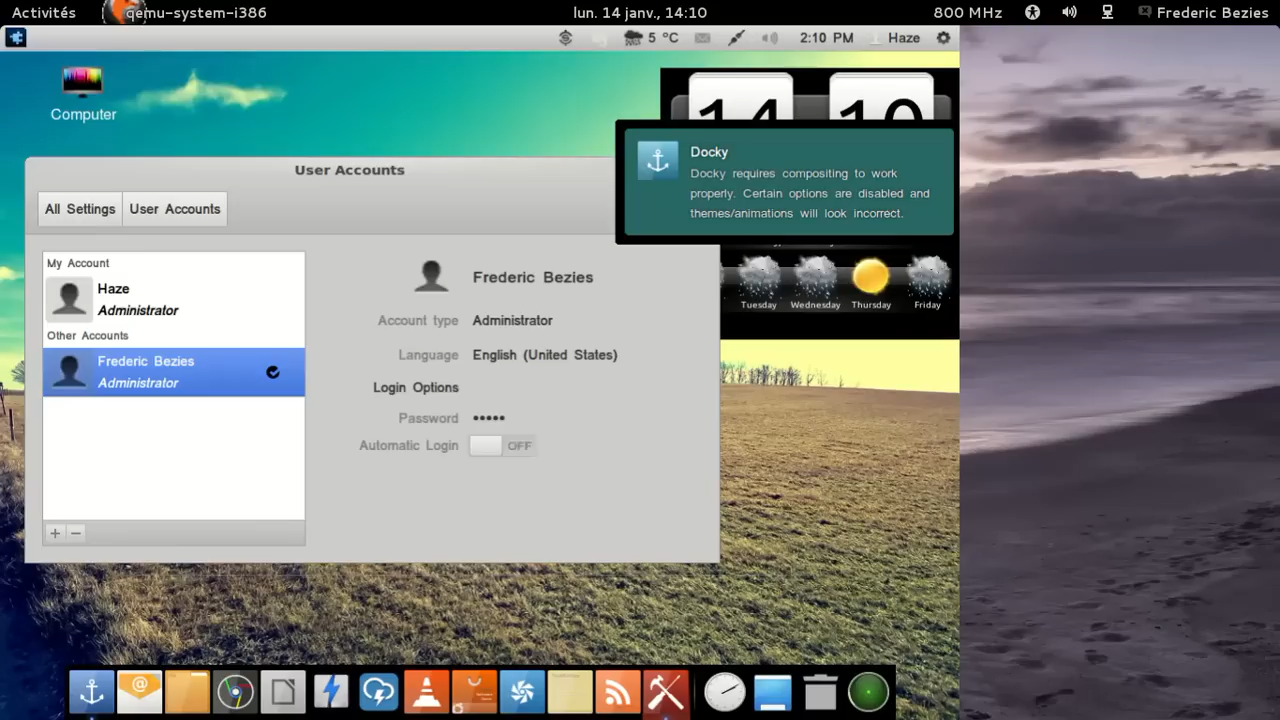 Activités qemu-system-i386 lun. 14 janv., 14:10 800 MHz Frederic Bezies
5 °C 2:10 PM Haze
Computer
14 10
Docky
Docky requires compositing to work
properly. Certain options are disabled and
themes/animations will look incorrect.
User Accounts
All Settings User Accounts
My Account
Haze
Administrator
Other Accounts
Frederic Bezies
Administrator
Frederic Bezies
Account type Administrator
Language English (United States)
Login Options
Password •••••
Automatic Login OFF
Tuesday Wednesday Thursday Friday